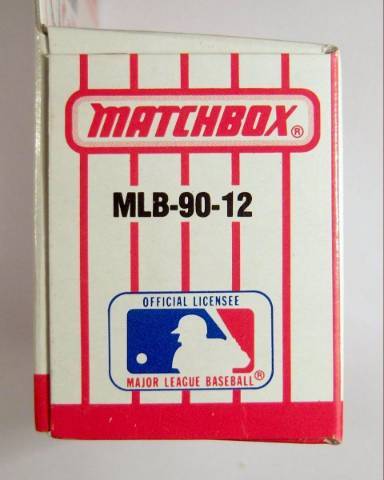 MATCHBOX®
MLB-90-12
OFFICIAL LICENSEE
MAJOR LEAGUE BASEBALL®